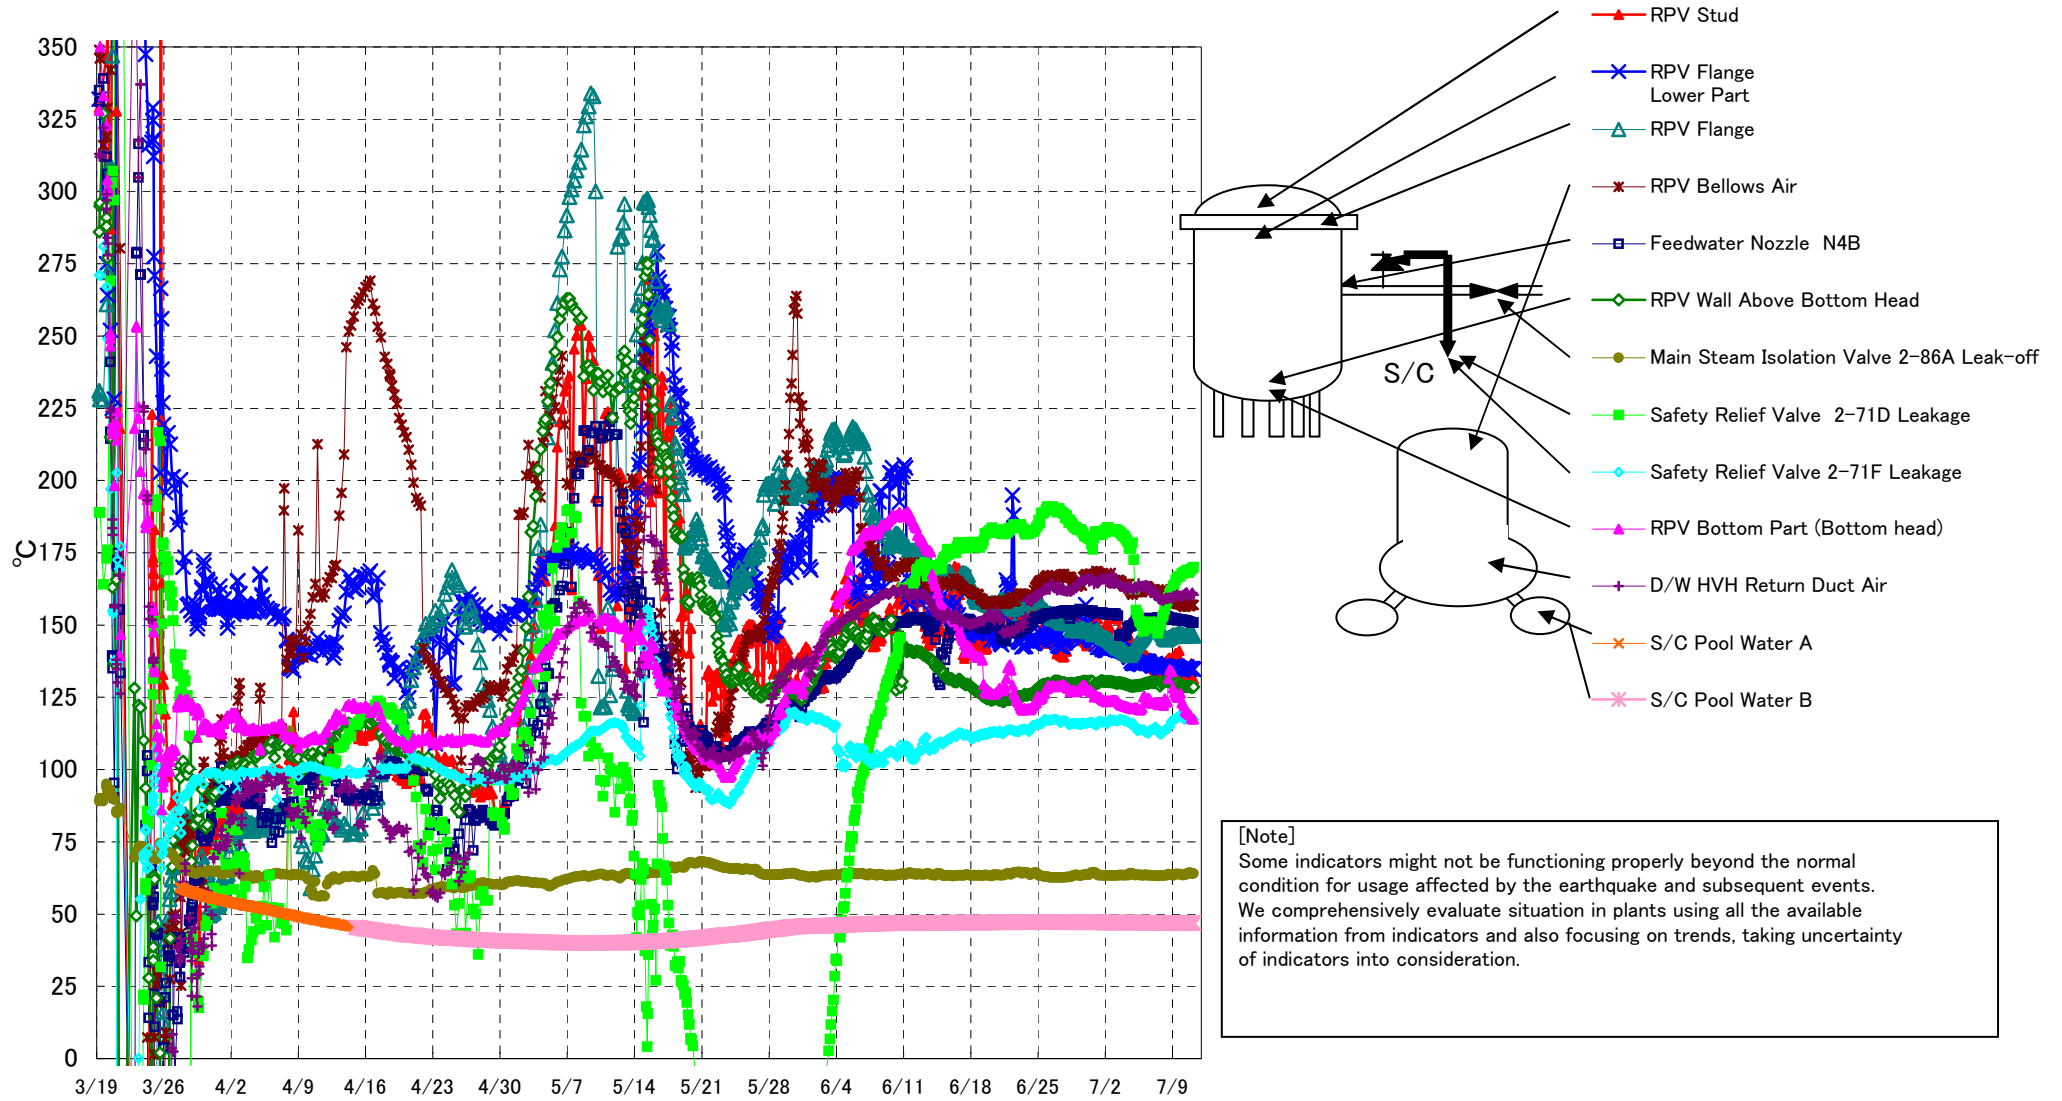 350
325
300
275
250
225
200
175
150
125
100
75
50
25
0
℃
3/19 3/26 4/2 4/9 4/16 4/23 4/30 5/7 5/14 5/21 5/28 6/4 6/11 6/18 6/25 7/2 7/9
RPV Stud
RPV Flange
Lower Part
RPV Flange
RPV Bellows Air
Feedwater Nozzle N4B
RPV Wall Above Bottom Head
Main Steam Isolation Valve 2-86A Leak-off
Safety Relief Valve 2-71D Leakage
Safety Relief Valve 2-71F Leakage
RPV Bottom Part (Bottom head)
D/W HVH Return Duct Air
S/C Pool Water A
S/C Pool Water B
S/C
[Note]
Some indicators might not be functioning properly beyond the normal
condition for usage affected by the earthquake and subsequent events.
We comprehensively evaluate situation in plants using all the available
information from indicators and also focusing on trends, taking uncertainty
of indicators into consideration.